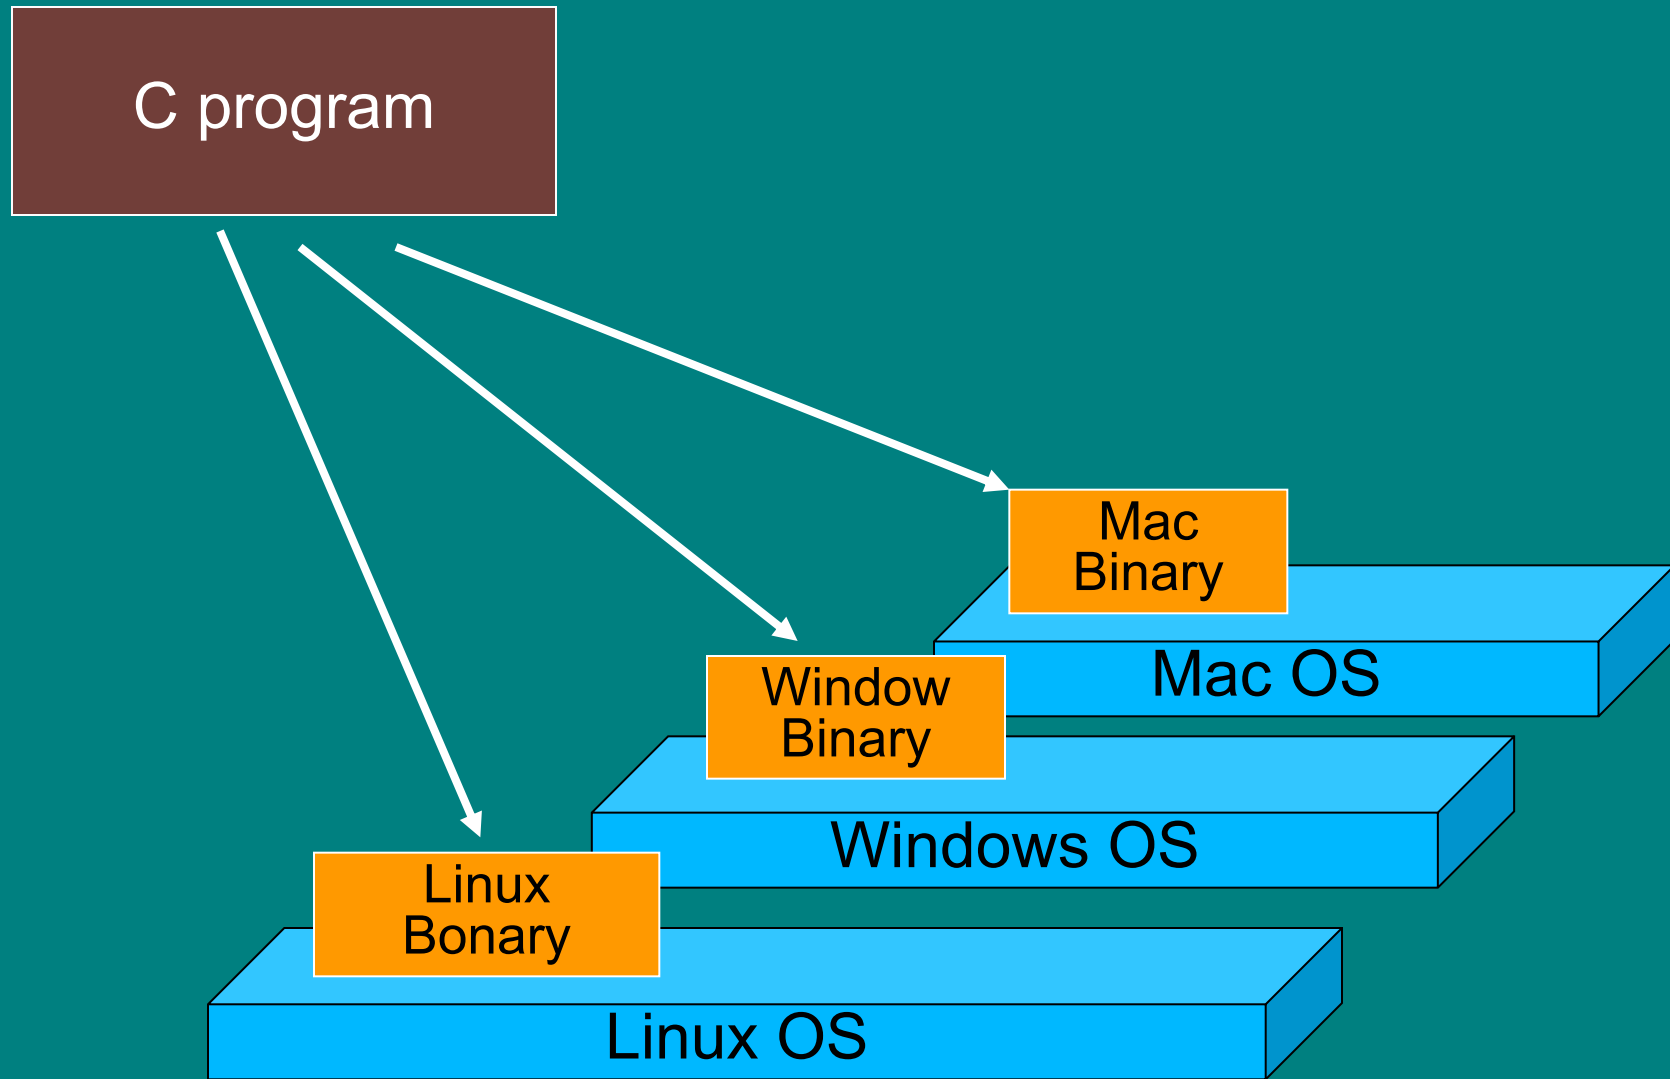 C program
Mac
Binary
Mac OS
Window
Binary
Windows OS
Linux
Bonary
Linux OS